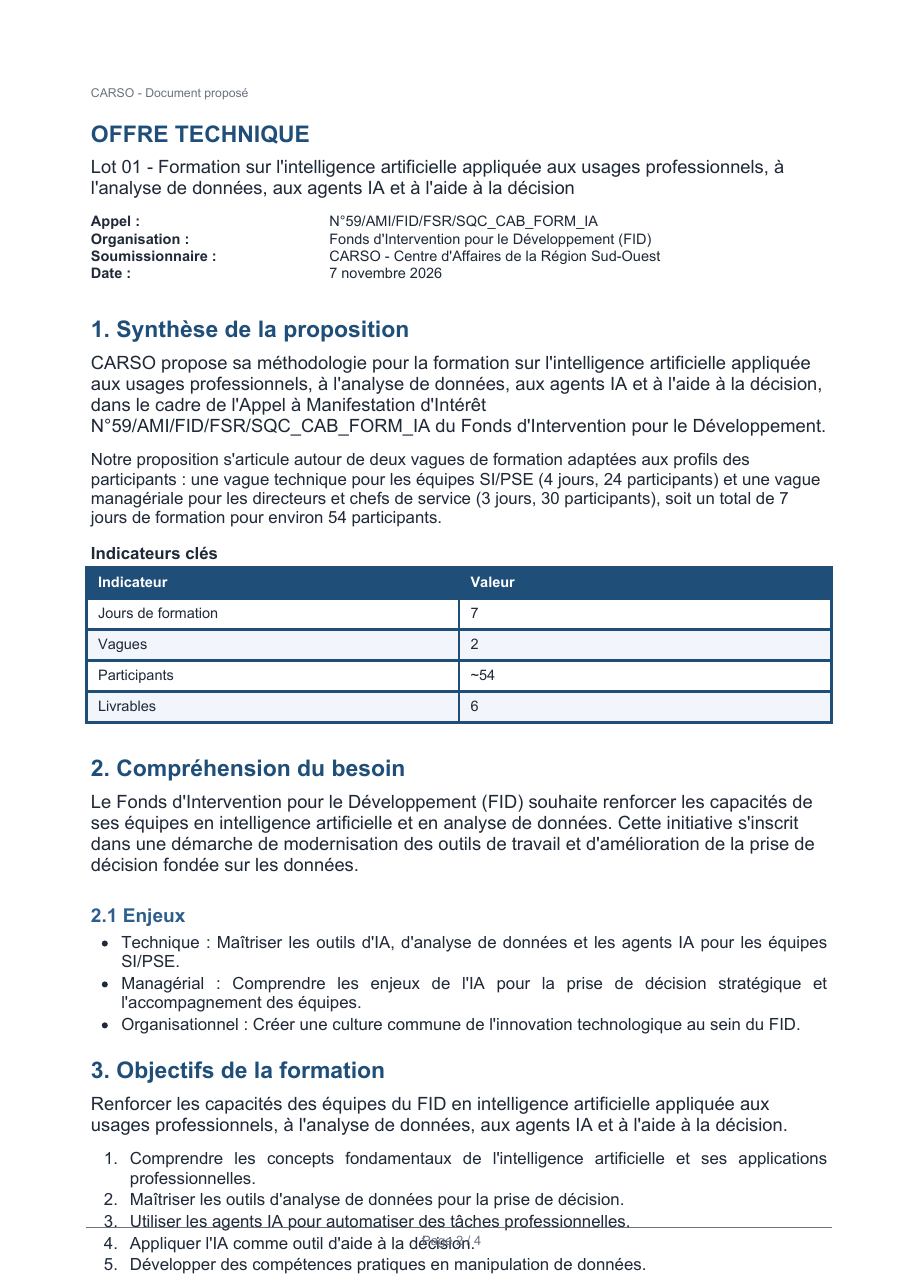 CARSO - Document proposé
OFFRE TECHNIQUE
Lot 01 - Formation sur l'intelligence artificielle appliquée aux usages professionnels, à
l'analyse de données, aux agents IA et à l'aide à la décision
Appel : N°59/AMI/FID/FSR/SQC_CAB_FORM_IA
Organisation : Fonds d'Intervention pour le Développement (FID)
Soumissionnaire : CARSO - Centre d'Affaires de la Région Sud-Ouest
Date : 7 novembre 2026
1. Synthèse de la proposition
CARSO propose sa méthodologie pour la formation sur l'intelligence artificielle appliquée
aux usages professionnels, à l'analyse de données, aux agents IA et à l'aide à la décision,
dans le cadre de l'Appel à Manifestation d'Intérêt
N°59/AMI/FID/FSR/SQC_CAB_FORM_IA du Fonds d'Intervention pour le Développement.
Notre proposition s'articule autour de deux vagues de formation adaptées aux profils des
participants : une vague technique pour les équipes SI/PSE (4 jours, 24 participants) et une vague
managériale pour les directeurs et chefs de service (3 jours, 30 participants), soit un total de 7
jours de formation pour environ 54 participants.
Indicateurs clés
Indicateur Valeur
Jours de formation 7
Vagues 2
Participants ~54
Livrables 6
2. Compréhension du besoin
Le Fonds d'Intervention pour le Développement (FID) souhaite renforcer les capacités de
ses équipes en intelligence artificielle et en analyse de données. Cette initiative s'inscrit
dans une démarche de modernisation des outils de travail et d'amélioration de la prise de
décision fondée sur les données.
2.1 Enjeux
• Technique : Maîtriser les outils d'IA, d'analyse de données et les agents IA pour les équipes
SI/PSE.
• Managérial : Comprendre les enjeux de l'IA pour la prise de décision stratégique et
l'accompagnement des équipes.
• Organisationnel : Créer une culture commune de l'innovation technologique au sein du FID.
3. Objectifs de la formation
Renforcer les capacités des équipes du FID en intelligence artificielle appliquée aux
usages professionnels, à l'analyse de données, aux agents IA et à l'aide à la décision.
1. Comprendre les concepts fondamentaux de l'intelligence artificielle et ses applications
professionnelles.
2. Maîtriser les outils d'analyse de données pour la prise de décision.
3. Utiliser les agents IA pour automatiser des tâches professionnelles.
4. Appliquer l'IA comme outil d'aide à la décision.
Page / 4
5. Développer des compétences pratiques en manipulation de données.